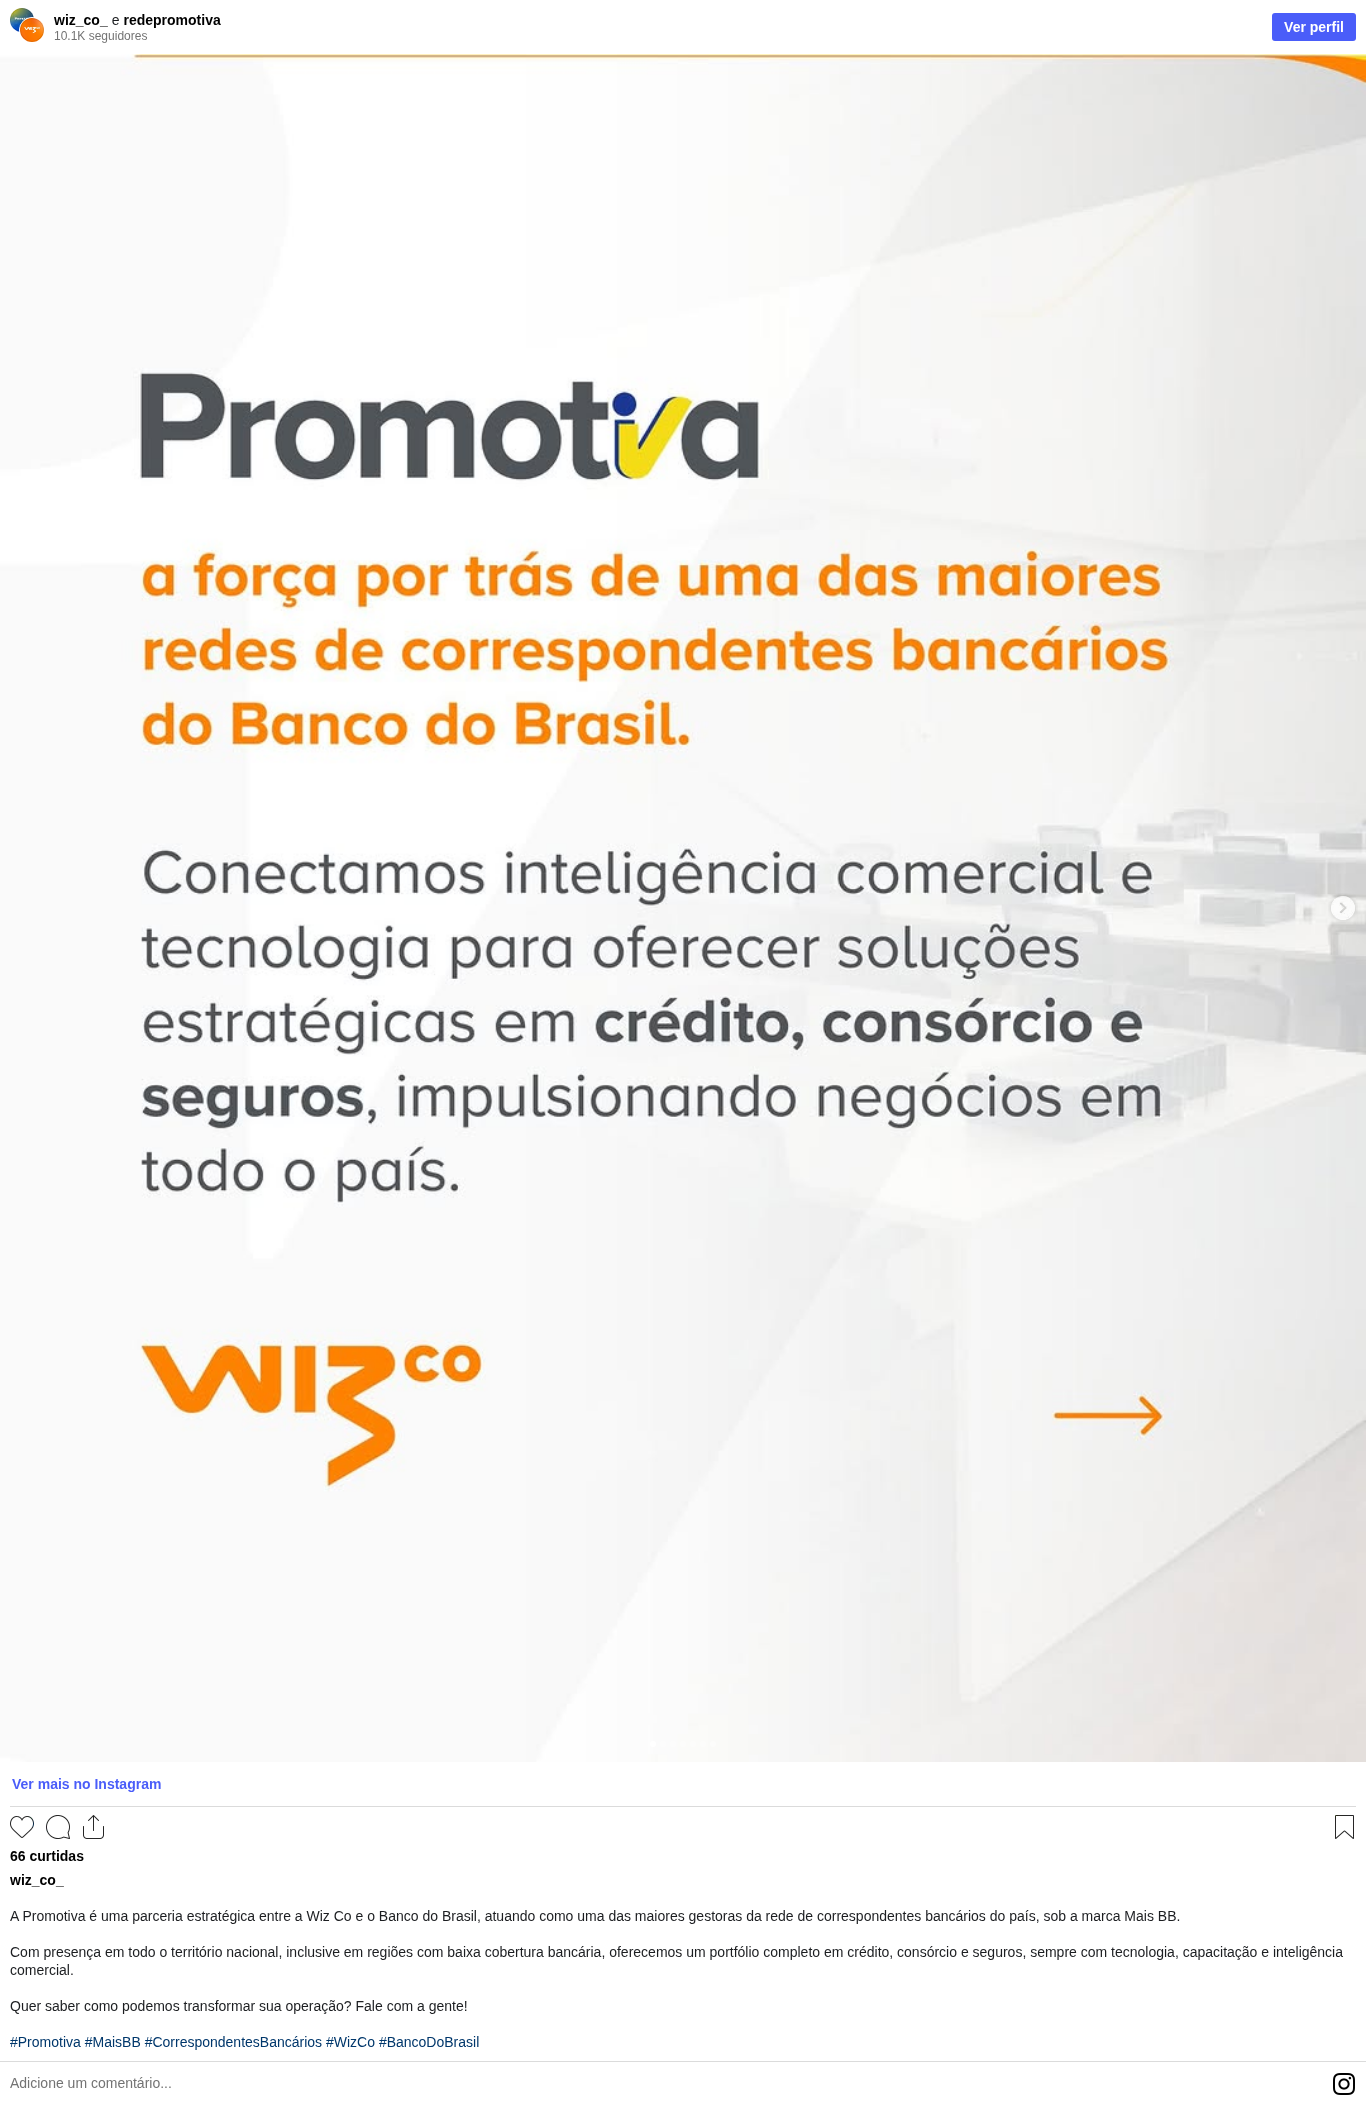 wiz_co_ e redepromotiva
10.1K seguidores
Ver perfil
Promotiva
a força por trás de uma das maiores
redes de correspondentes bancários
do Banco do Brasil.
Conectamos inteligência comercial e
tecnologia para oferecer soluções
estratégicas em crédito, consórcio e
seguros, impulsionando negócios em
todo o país.
wiz co
Ver mais no Instagram
66 curtidas
wiz_co_
A Promotiva é uma parceria estratégica entre a Wiz Co e o Banco do Brasil, atuando como uma das maiores gestoras da rede de correspondentes bancários do país, sob a marca Mais BB.
Com presença em todo o território nacional, inclusive em regiões com baixa cobertura bancária, oferecemos um portfólio completo em crédito, consórcio e seguros, sempre com tecnologia, capacitação e inteligência
comercial.
Quer saber como podemos transformar sua operação? Fale com a gente!
#Promotiva #MaisBB #CorrespondentesBancários #WizCo #BancoDoBrasil
Adicione um comentário...